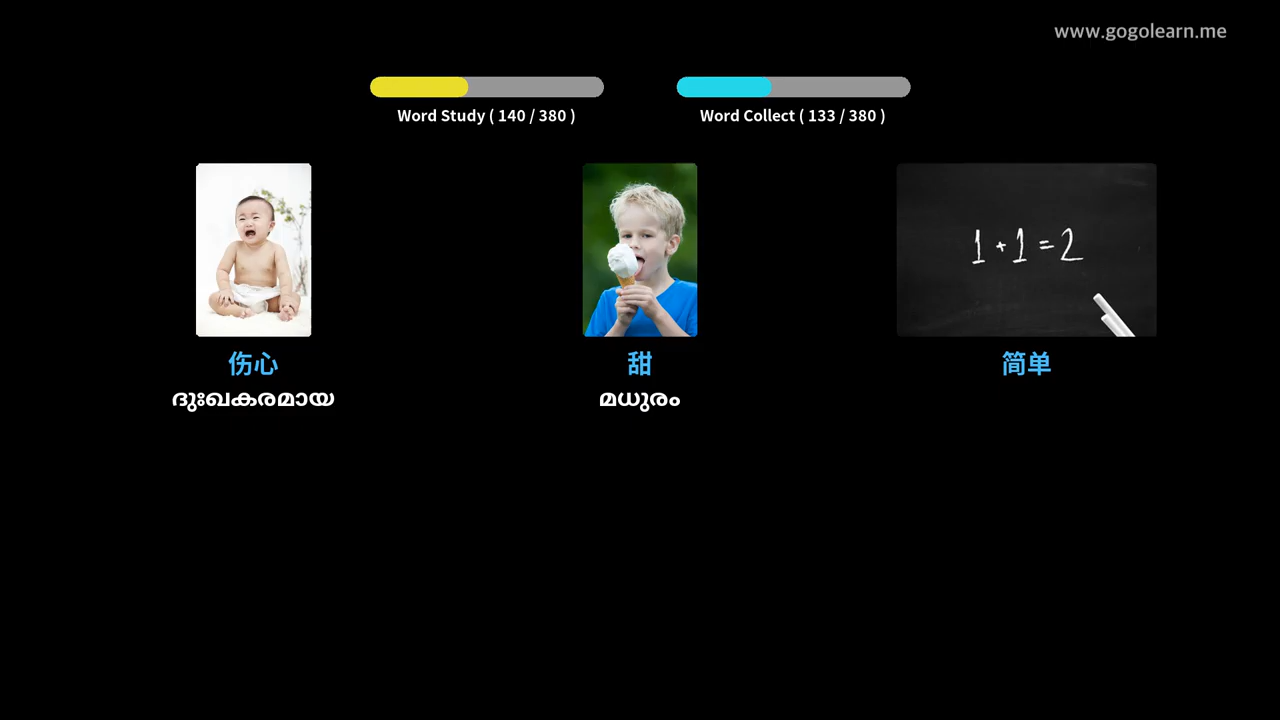 www.gogolearn.me
Word Study ( 140 / 380 )
Word Collect ( 133 / 380 )
1 + 1 = 2
伤心
甜
简单
ദുഃഖകരമായ
മധുരം